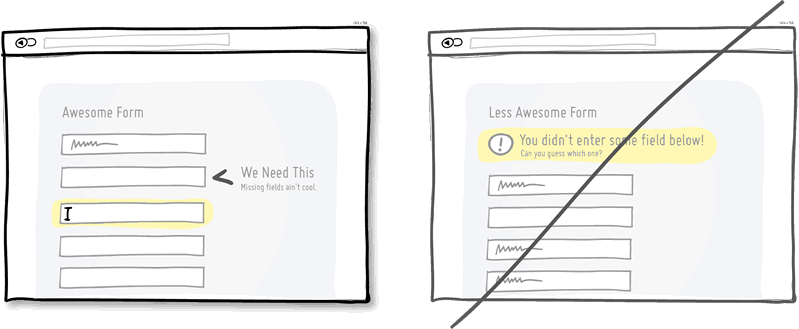 Awesome Form
We Need This
Missing fields ain't cool.
Less Awesome Form
You didn't enter some field below!
Can you guess which one?